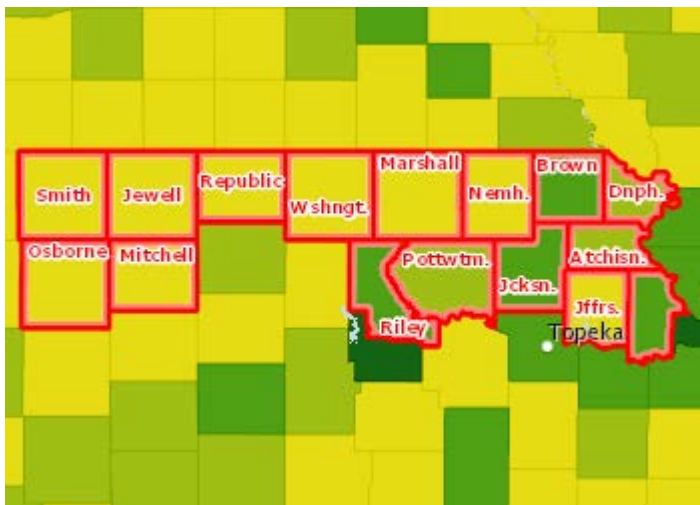 Smith
Jewell
Republic
Wshngt.
Marshall
Nemh.
Brown
Dnph.
Osborne
Mitchell
Pottwtm.
Jcksn.
Atchisn.
Riley
Jffrs.
Topeka